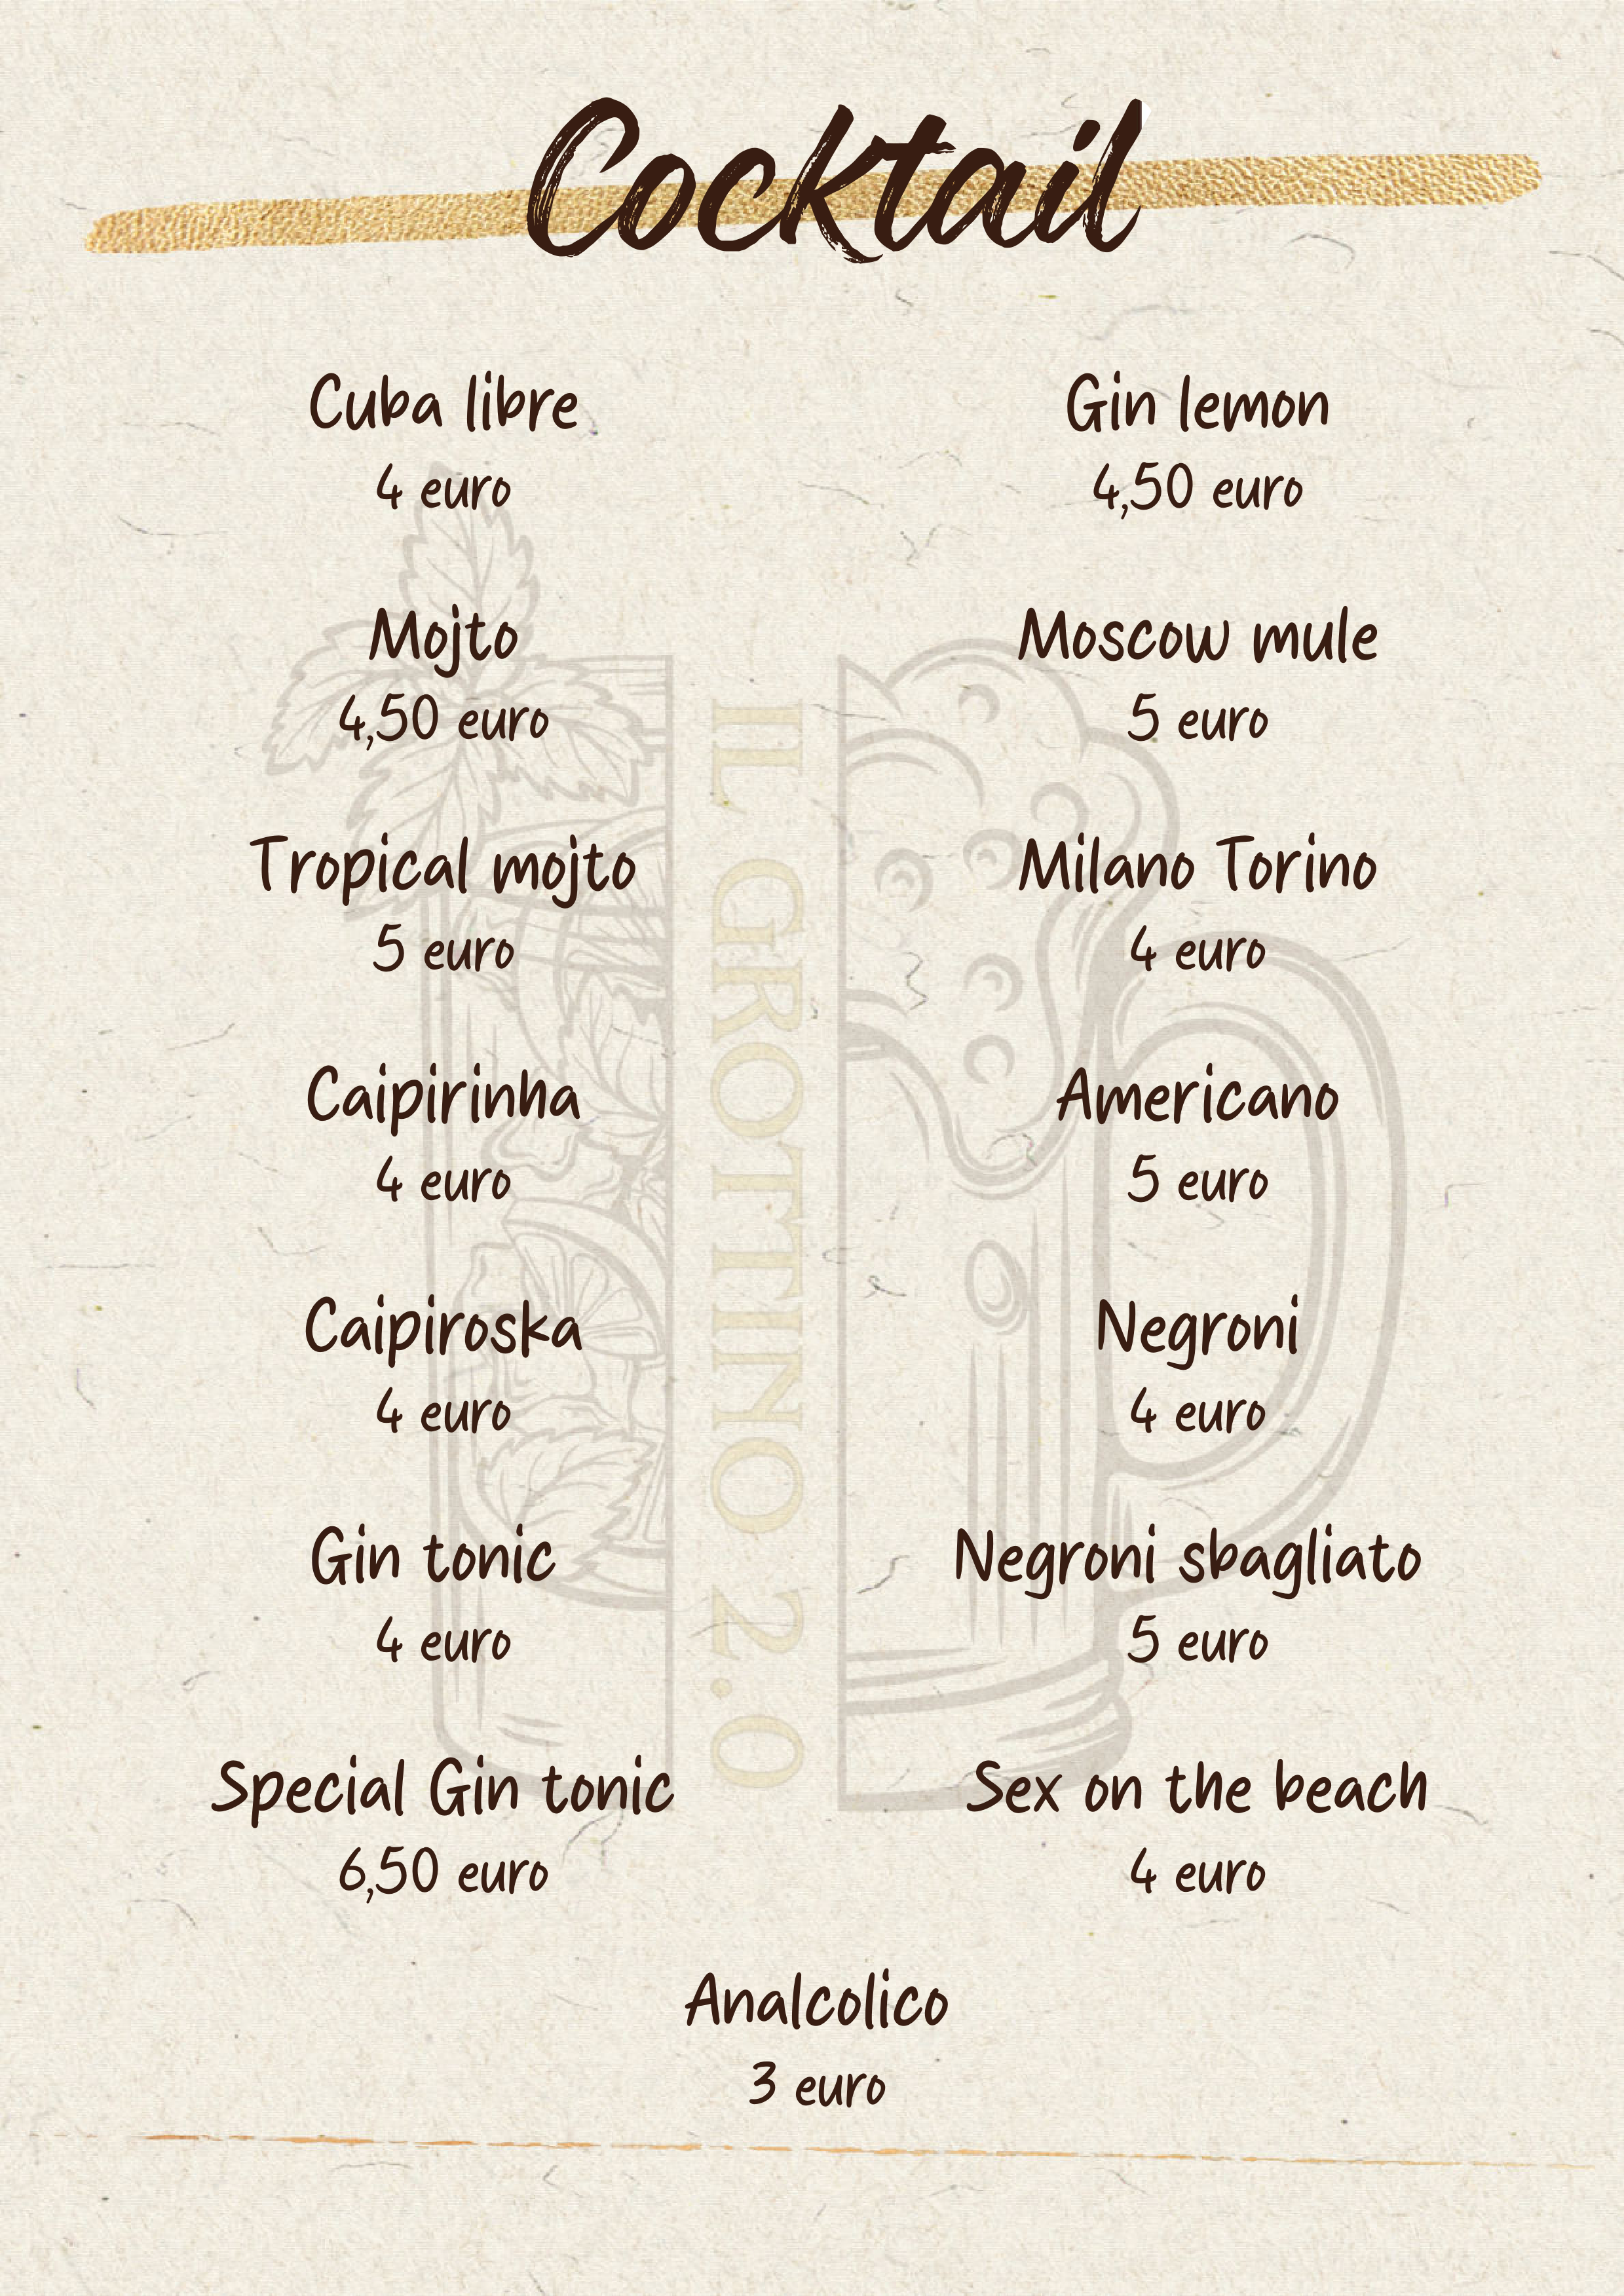 Cocktail
Cuba libre
4 euro
Mojto
4,50 euro
Tropical mojto
5 euro
Caipirinha
4 euro
Caipiroska
4 euro
Gin tonic
4 euro
Special Gin tonic
6,50 euro
Gin lemon
4,50 euro
Moscow mule
5 euro
Milano Torino
4 euro
Americano
5 euro
Negroni
4 euro
Negroni sbagliato
5 euro
Sex on the beach
4 euro
Analcolico
3 euro
IL GROTTINO 2.0